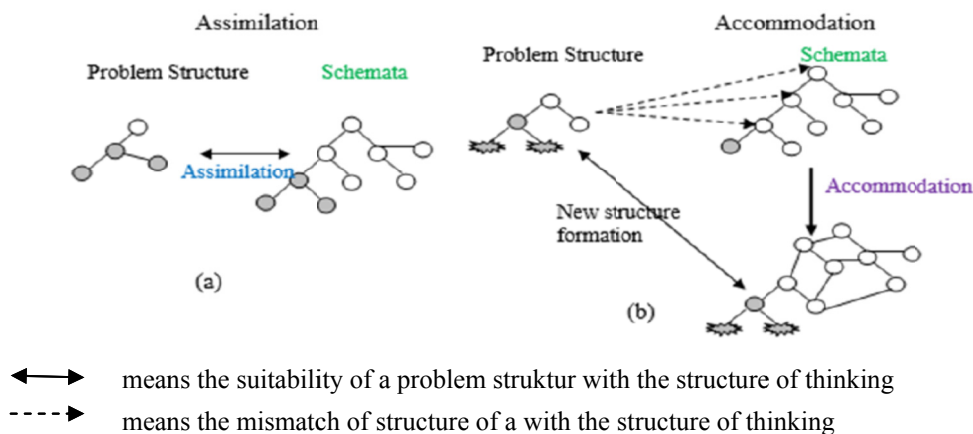 Assimilation
Problem Structure
Schemata
Assimilation
(a)
Accommodation
Problem Structure
Schemata
Accommodation
New structure
formation
(b)
means the suitability of a problem struktur with the structure of thinking
means the mismatch of structure of a with the structure of thinking